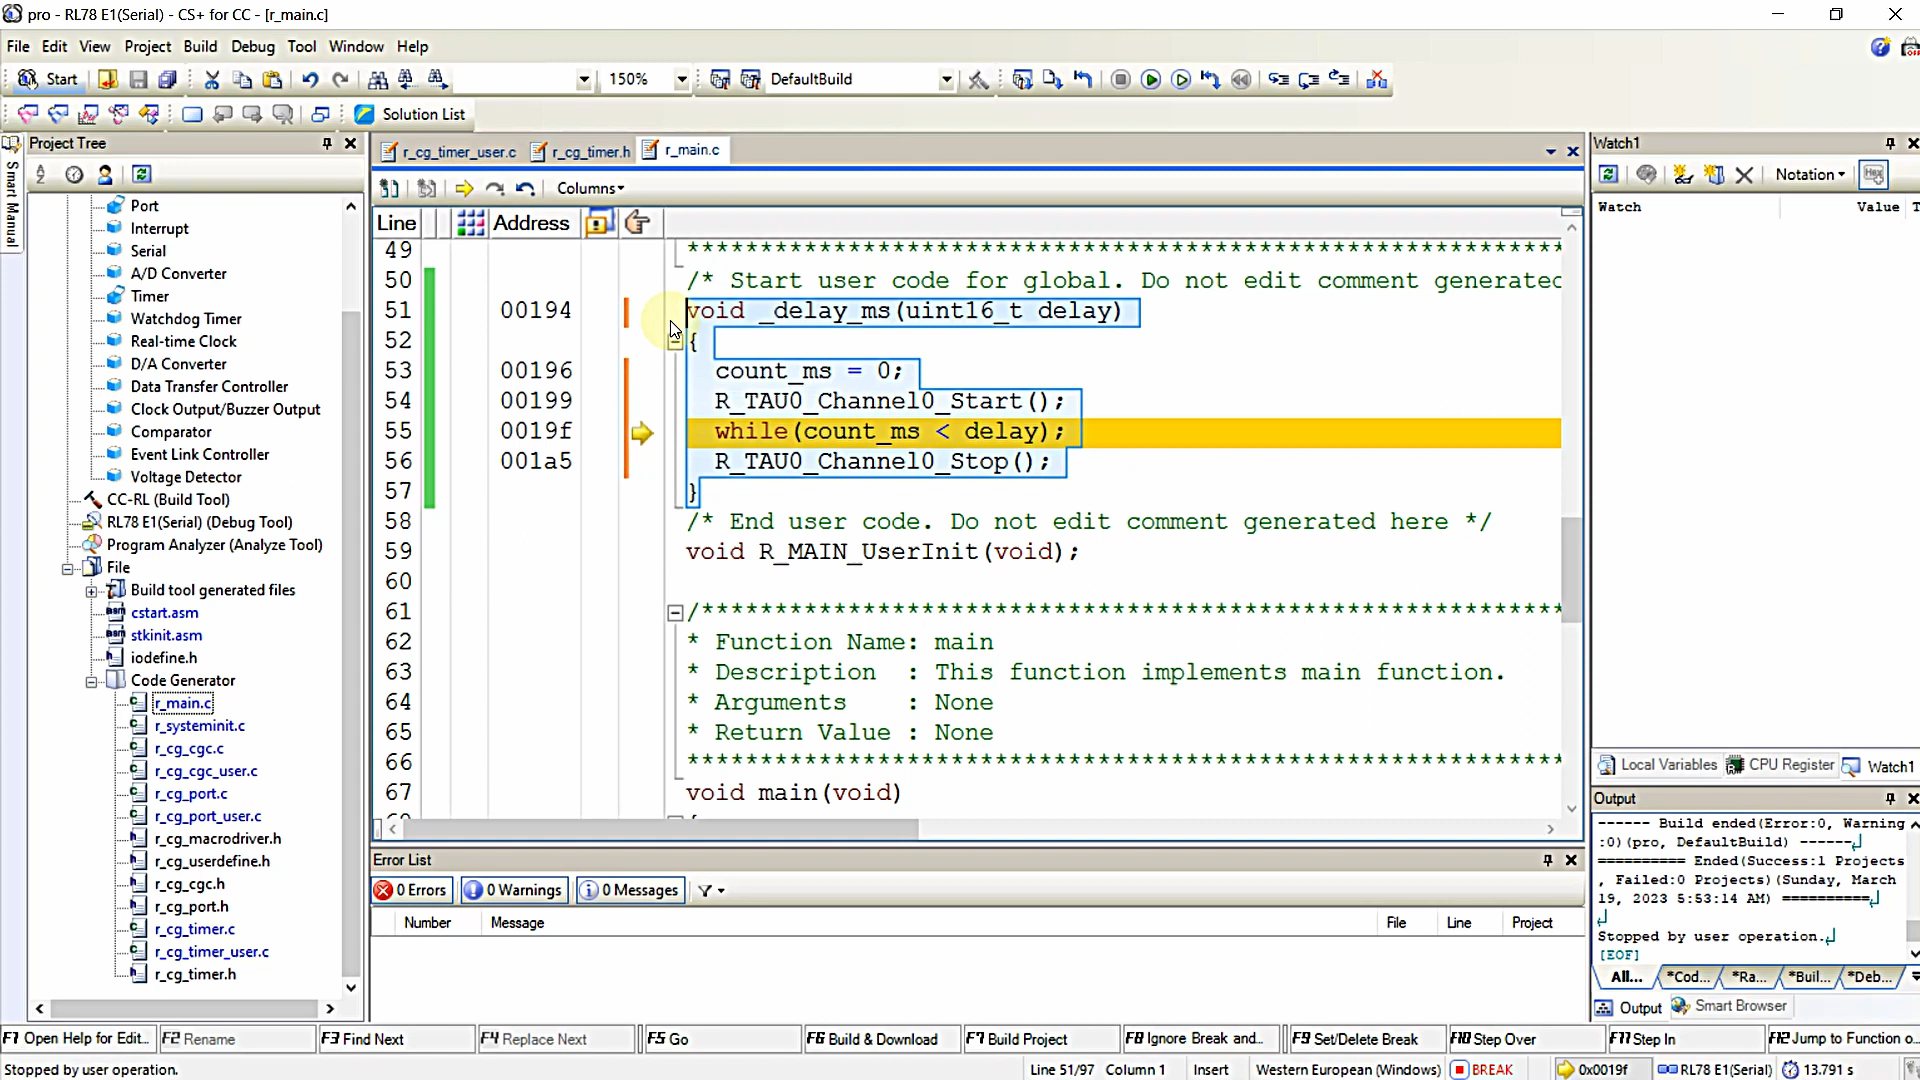 pro - RL78 E1(Serial) - CS+ for CC - [r_main.c]
File Edit View Project Build Debug Tool Window Help
Start 150% DefaultBuild
Solution List
Smart Manual
Project Tree
Port
Interrupt
Serial
A/D Converter
Timer
Watchdog Timer
Real-time Clock
D/A Converter
Data Transfer Controller
Clock Output/Buzzer Output
Comparator
Event Link Controller
Voltage Detector
CC-RL (Build Tool)
RL78 E1(Serial) (Debug Tool)
Program Analyzer (Analyze Tool)
File
Build tool generated files
cstart.asm
stkinit.asm
iodefine.h
Code Generator
r_main.c
r_systeminit.c
r_cg_cgc.c
r_cg_cgc_user.c
r_cg_port.c
r_cg_port_user.c
r_cg_macrodriver.h
r_cg_userdefine.h
r_cg_cgc.h
r_cg_port.h
r_cg_timer.c
r_cg_timer_user.c
r_cg_timer.h
r_cg_timer_user.c r_cg_timer.h r_main.c
Columns
Line Address
49 ************************************************************
50 /* Start user code for global. Do not edit comment generated
51 00194 void _delay_ms(uint16_t delay)
52 {
53 00196 count_ms = 0;
54 00199 R_TAU0_Channel0_Start();
55 0019f while(count_ms < delay);
56 001a5 R_TAU0_Channel0_Stop();
57 }
58 /* End user code. Do not edit comment generated here */
59 void R_MAIN_UserInit(void);
60
61 /***********************************************************
62 * Function Name: main
63 * Description : This function implements main function.
64 * Arguments : None
65 * Return Value : None
66 ************************************************************
67 void main(void)
Error List
0 Errors 0 Warnings 0 Messages
Number Message File Line Project
Watch1
Notation
Watch Value T
Local Variables CPU Register Watch1
Output
------ Build ended(Error:0, Warning
:0)(pro, DefaultBuild) ------
========== Ended(Success:1 Projects
, Failed:0 Projects)(Sunday, March
19, 2023 5:53:14 AM) ==========
Stopped by user operation.
[EOF]
All... *Cod... *Ra... *Buil... *Deb...
Output Smart Browser
F1 Open Help for Edit... F2 Rename F3 Find Next F4 Replace Next F5 Go F6 Build & Download F7 Build Project F8 Ignore Break and... F9 Set/Delete Break F10 Step Over F11 Step In F12 Jump to Function o...
Stopped by user operation. Line 51/97 Column 1 Insert Western European (Windows) BREAK 0x0019f RL78 E1(Serial) 13.791 s